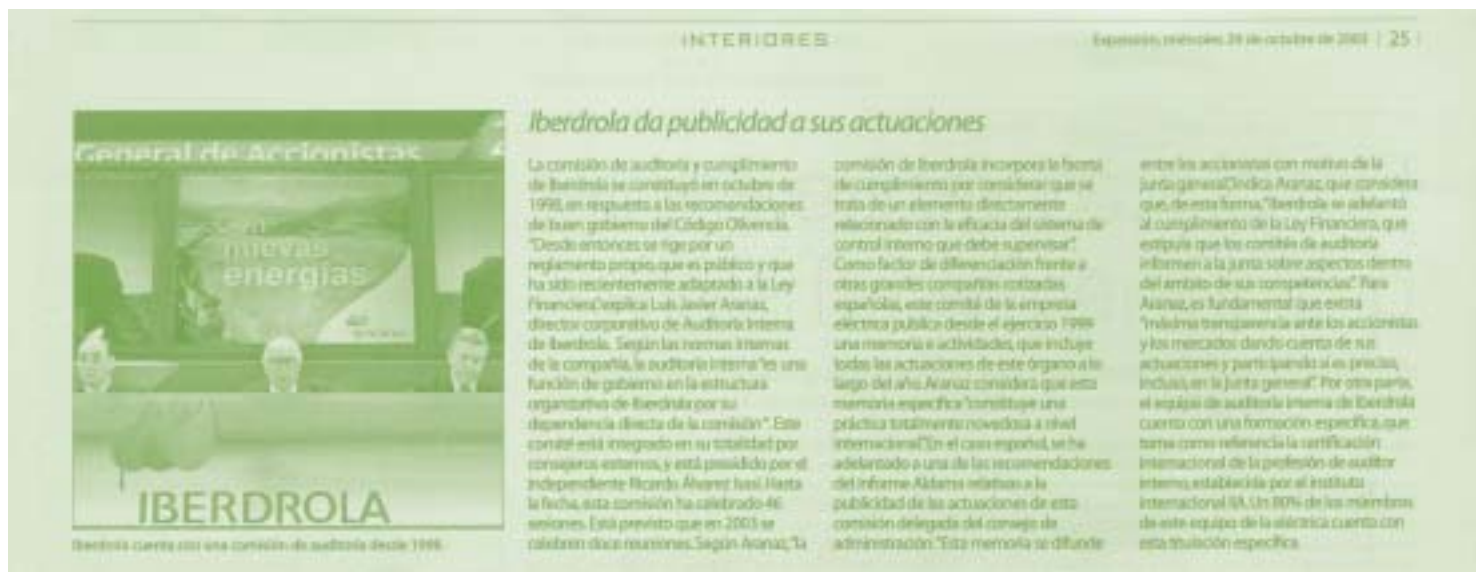 INTERIORES
Expansión, miércoles, 29 de octubre de 2003 | 25
General de Accionistas
nuevas
energías
IBERDROLA
Iberdrola cuenta con una comisión de auditoría desde 1998.
Iberdrola da publicidad a sus actuaciones
La comisión de auditoría y cumplimiento
de Iberdrola se constituyó en octubre de
1998, en respuesta a las recomendaciones
de buen gobierno del Código Olivencia.
"Desde entonces se rige por un
reglamento propio, que es público y que
ha sido recientemente adaptado a la Ley
Financiera", explica Luis Javier Aranaz,
director corporativo de Auditoría Interna
de Iberdrola. Según las normas internas
de la compañía, la auditoría interna "es una
función de gobierno en la estructura
organizativa de Iberdrola por su
dependencia directa de la comisión". Este
comité está integrado en su totalidad por
consejeros externos, y está presidido por el
independiente Ricardo Álvarez Isasi. Hasta
la fecha, esta comisión ha celebrado 46
sesiones. Está previsto que en 2003 se
celebren doce reuniones. Según Aranaz, "la
comisión de Iberdrola incorpora la faceta
de cumplimiento por considerar que se
trata de un elemento directamente
relacionado con la eficacia del sistema de
control interno que debe supervisar".
Como factor de diferenciación frente a
otras grandes compañías cotizadas
españolas, este comité de la empresa
eléctrica publica desde el ejercicio 1999
una memoria e actividades, que incluye
todas las actuaciones de este órgano a lo
largo del año. Aranaz considera que esta
memoria específica "constituye una
práctica totalmente novedosa a nivel
internacional". "En el caso español, se ha
adelantado a una de las recomendaciones
del informe Aldama relativas a la
publicidad de las actuaciones de esta
comisión delegada del consejo de
administración. "Esta memoria se difunde
entre los accionistas con motivo de la
junta general", indica Aranaz, que considera
que, de esta forma, "Iberdrola se adelantó
al cumplimiento de la Ley Financiera, que
estipula que los comités de auditoría
informen a la junta sobre aspectos dentro
del ámbito de sus competencias". Para
Aranaz, es fundamental que exista
"máxima transparencia ante los accionistas
y los mercados dando cuenta de sus
actuaciones y participando si es preciso,
incluso, en la junta general". Por otra parte,
el equipo de auditoría interna de Iberdrola
cuenta con una formación específica, que
toma como referencia la certificación
internacional de la profesión de auditor
interno, establecida por el instituto
internacional IIA. Un 80% de los miembros
de este equipo de la eléctrica cuenta con
esta titulación específica.